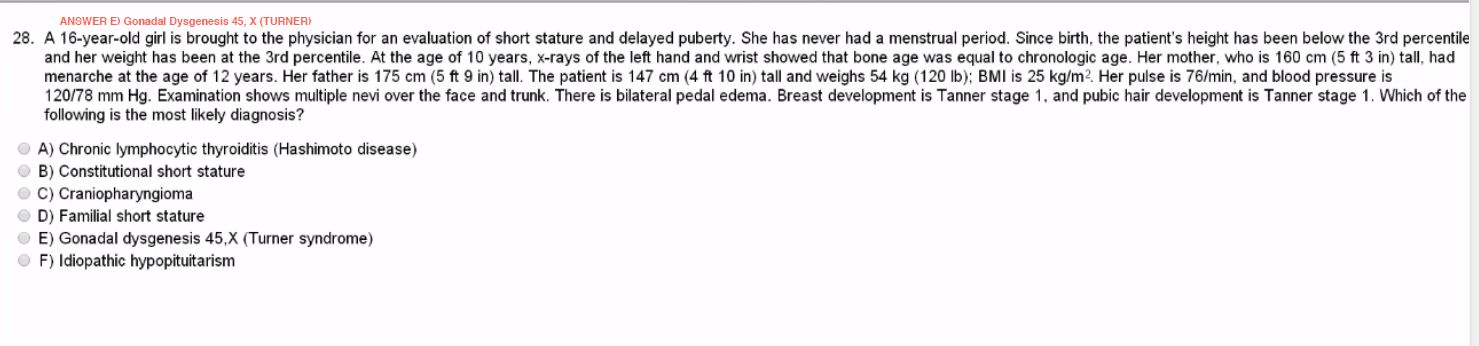 ANSWER E) Gonadal Dysgenesis 45, X (TURNER)
28. A 16-year-old girl is brought to the physician for an evaluation of short stature and delayed puberty. She has never had a menstrual period. Since birth, the patient's height has been below the 3rd percentile
and her weight has been at the 3rd percentile. At the age of 10 years, x-rays of the left hand and wrist showed that bone age was equal to chronologic age. Her mother, who is 160 cm (5 ft 3 in) tall, had
menarche at the age of 12 years. Her father is 175 cm (5 ft 9 in) tall. The patient is 147 cm (4 ft 10 in) tall and weighs 54 kg (120 lb); BMI is 25 kg/m². Her pulse is 76/min, and blood pressure is
120/78 mm Hg. Examination shows multiple nevi over the face and trunk. There is bilateral pedal edema. Breast development is Tanner stage 1, and pubic hair development is Tanner stage 1. Which of the
following is the most likely diagnosis?
A) Chronic lymphocytic thyroiditis (Hashimoto disease)
B) Constitutional short stature
C) Craniopharyngioma
D) Familial short stature
E) Gonadal dysgenesis 45,X (Turner syndrome)
F) Idiopathic hypopituitarism